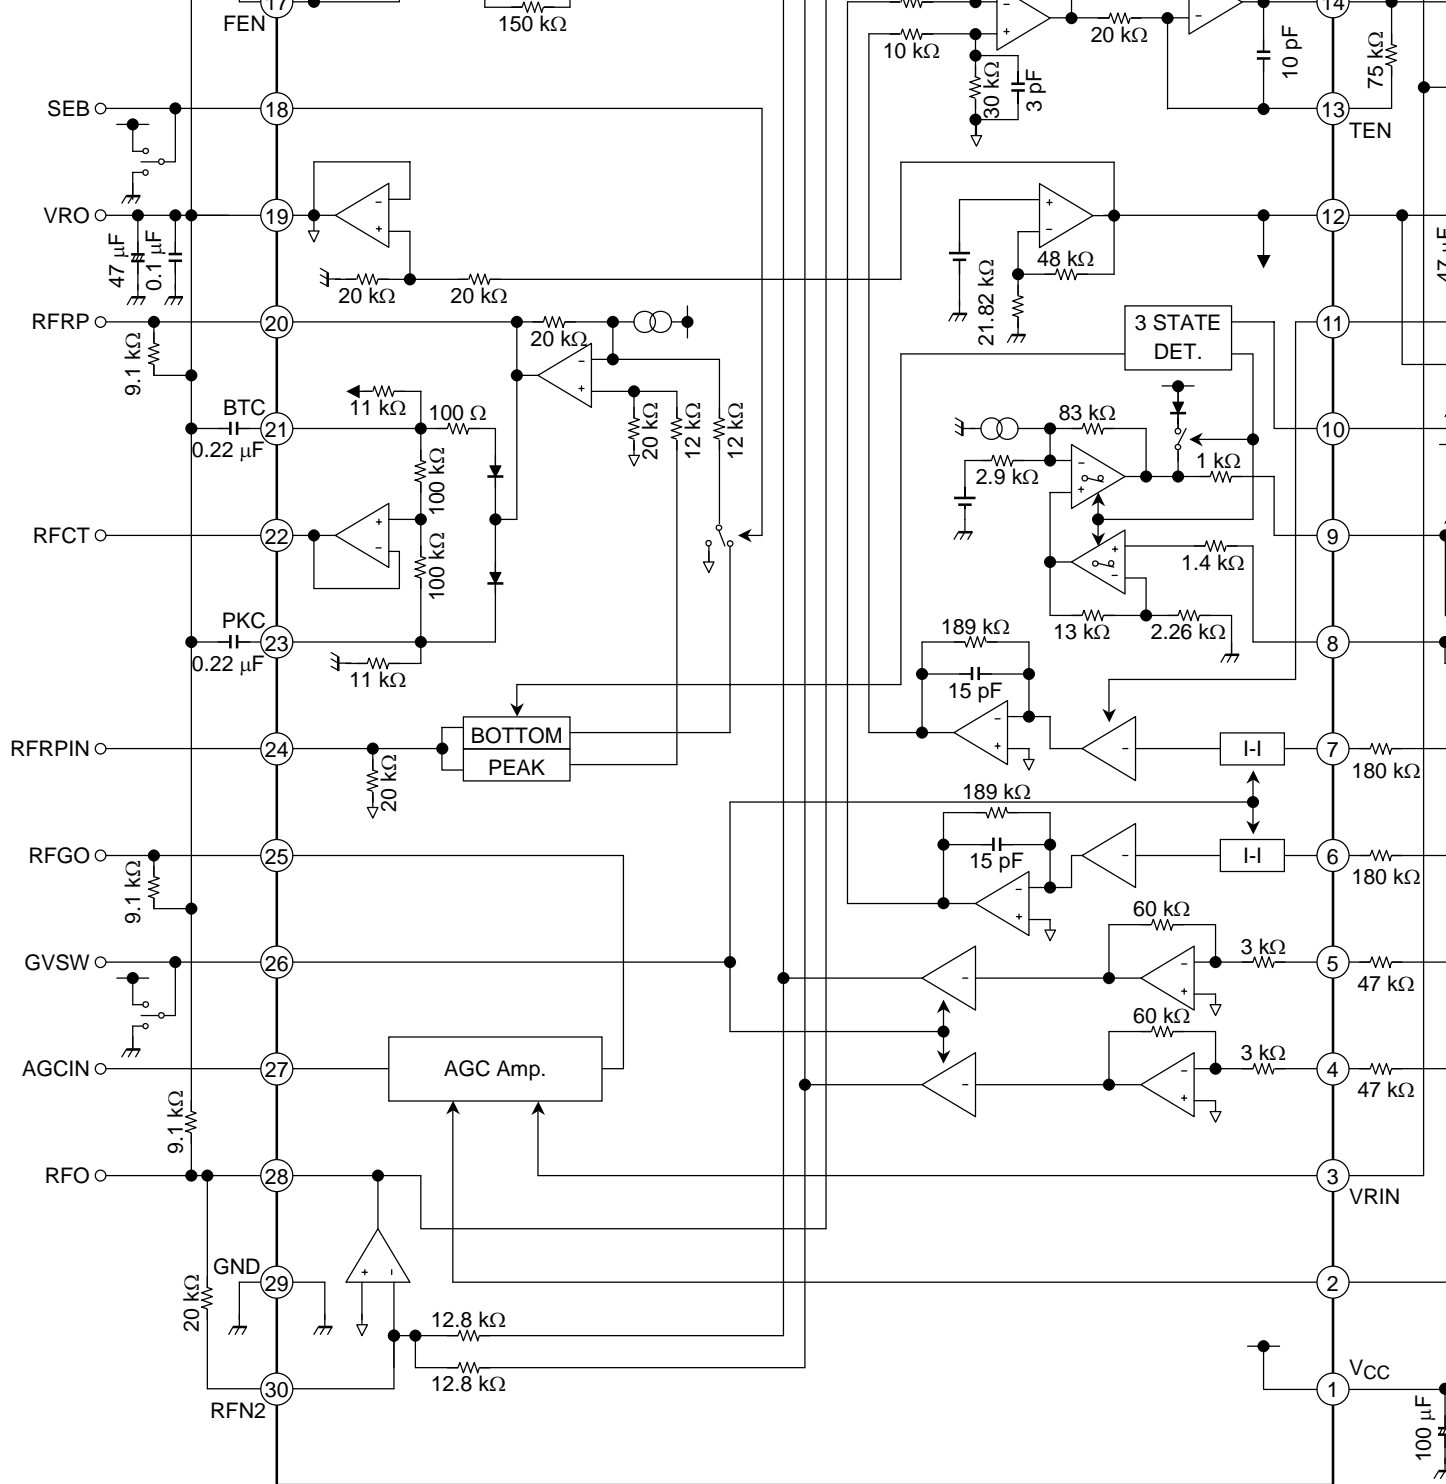 17
FEN
150 kΩ
10 kΩ
30 kΩ
3 pF
20 kΩ
10 pF
75 kΩ
14
13
TEN
SEB
18
VRO
19
47 μF
0.1 μF
20 kΩ
20 kΩ
48 kΩ
21.82 kΩ
12
RFRP
20
20 kΩ
9.1 kΩ
3 STATE
DET.
11
BTC
21
0.22 μF
11 kΩ
100 Ω
100 kΩ
20 kΩ
12 kΩ
12 kΩ
83 kΩ
2.9 kΩ
1 kΩ
10
RFCT
22
100 kΩ
1.4 kΩ
9
PKC
23
0.22 μF
11 kΩ
13 kΩ
2.26 kΩ
8
189 kΩ
15 pF
RFRPIN
24
20 kΩ
BOTTOM
PEAK
I-I
7
180 kΩ
189 kΩ
15 pF
RFGO
25
9.1 kΩ
I-I
6
180 kΩ
GVSW
26
60 kΩ
3 kΩ
5
47 kΩ
AGCIN
27
AGC Amp.
60 kΩ
3 kΩ
4
47 kΩ
9.1 kΩ
RFO
28
3
VRIN
GND
29
20 kΩ
2
12.8 kΩ
12.8 kΩ
30
RFN2
VCC
1
100 μF